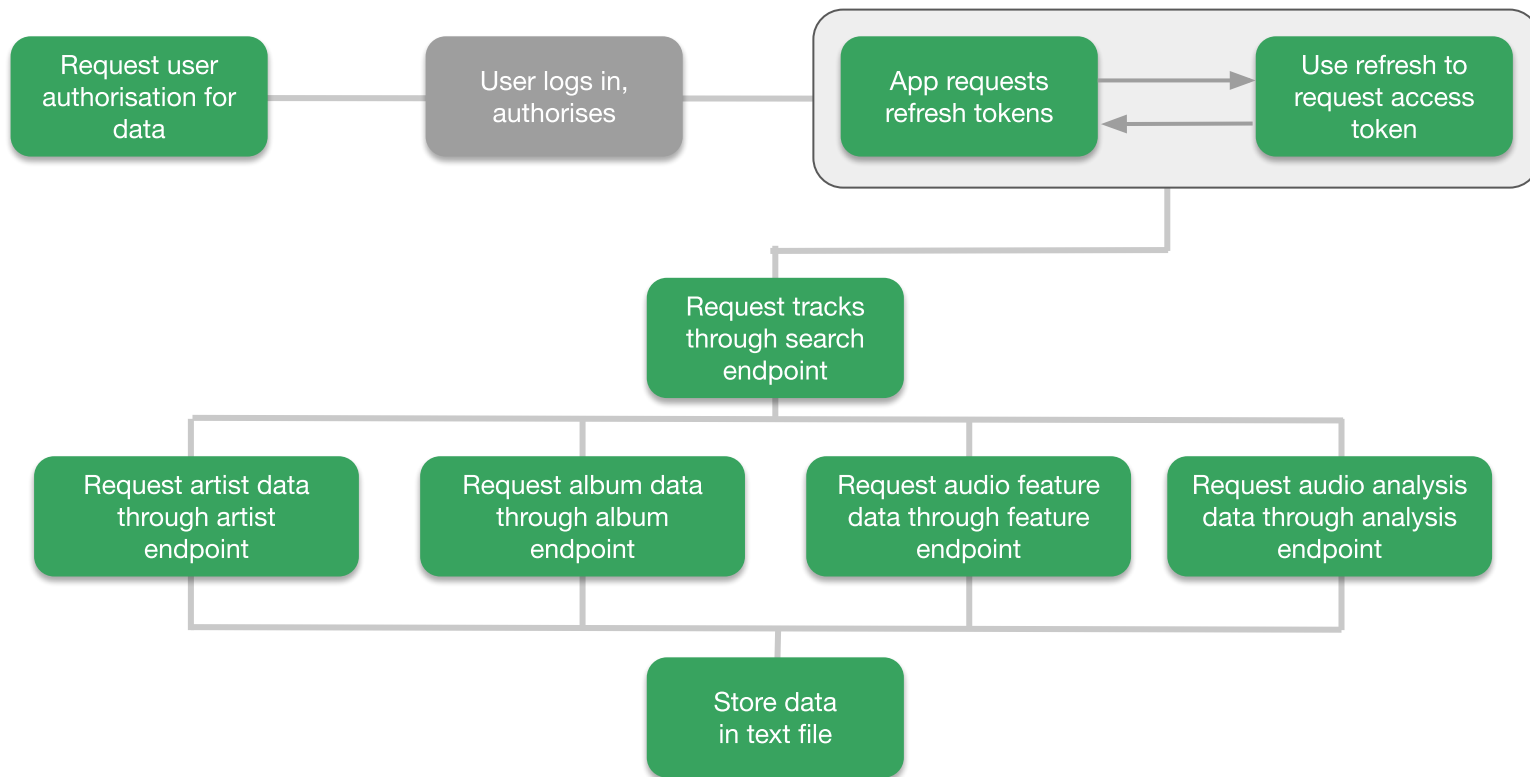 Request user
authorisation for
data
User logs in,
authorises
App requests
refresh tokens
Use refresh to
request access
token
Request tracks
through search
endpoint
Request artist data
through artist
endpoint
Request album data
through album
endpoint
Request audio feature
data through feature
endpoint
Request audio analysis
data through analysis
endpoint
Store data
in text file